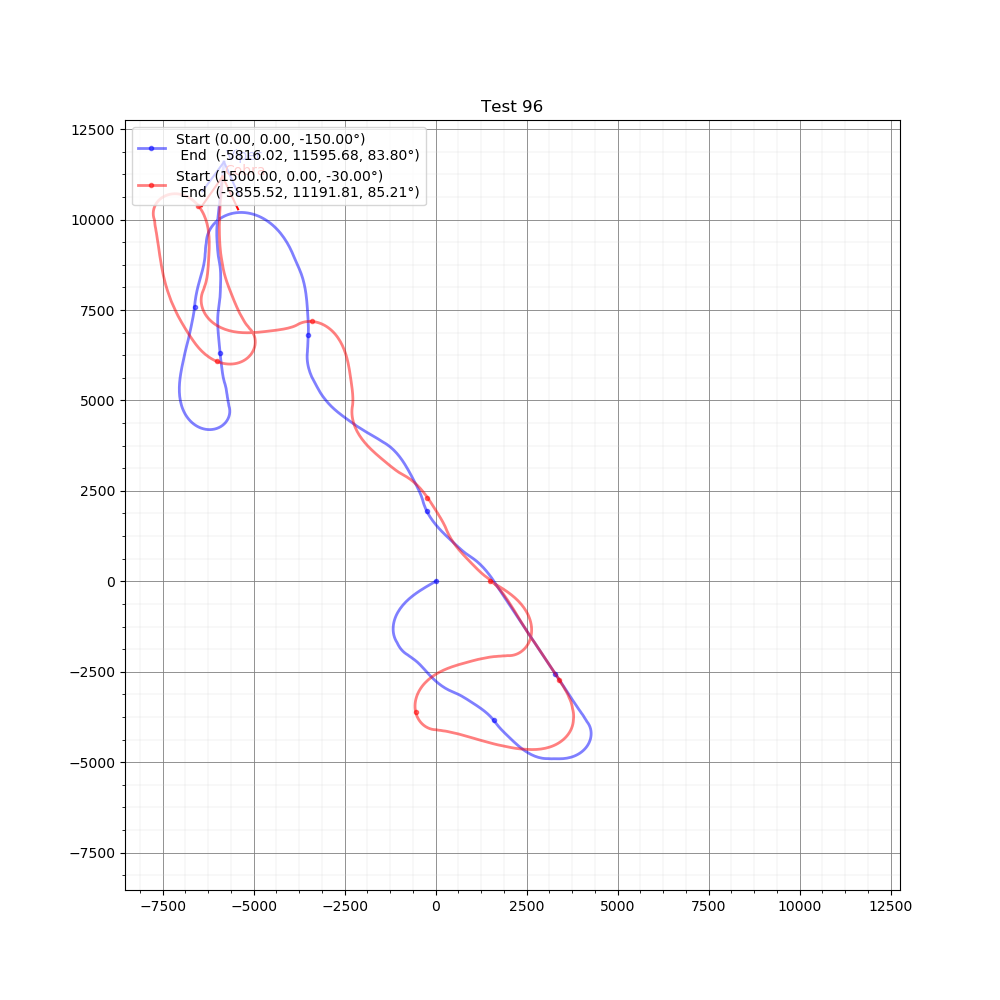 Test 96
Start (0.00, 0.00, -150.00°)
End (-5816.02, 11595.68, 83.80°)
Start (1500.00, 0.00, -30.00°)
End (-5855.52, 11191.81, 85.21°)
12500
10000
7500
5000
2500
0
−2500
−5000
−7500
−7500 −5000 −2500 0 2500 5000 7500 10000 12500